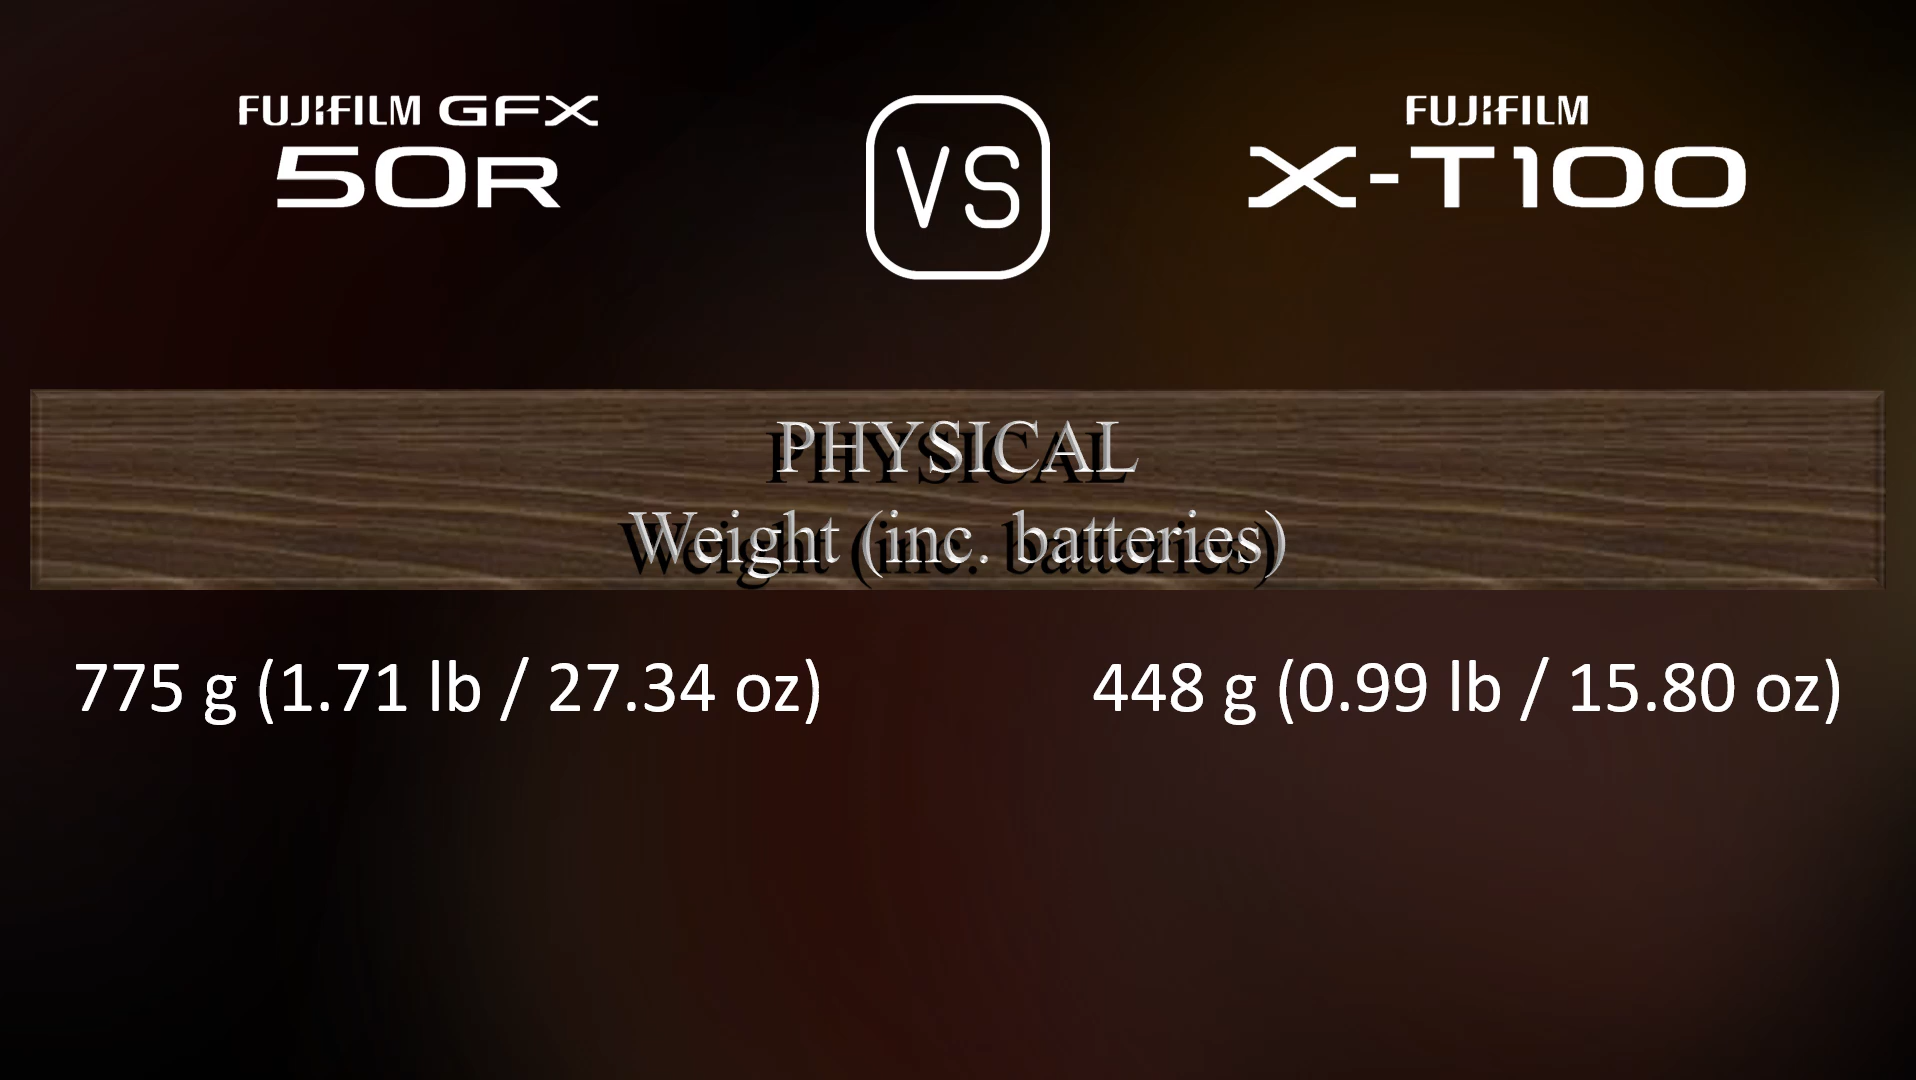 FUJIFILM GFX
50R
VS
FUJIFILM
X-T100
PHYSICAL
Weight (inc. batteries)
775 g (1.71 lb / 27.34 oz)
448 g (0.99 lb / 15.80 oz)